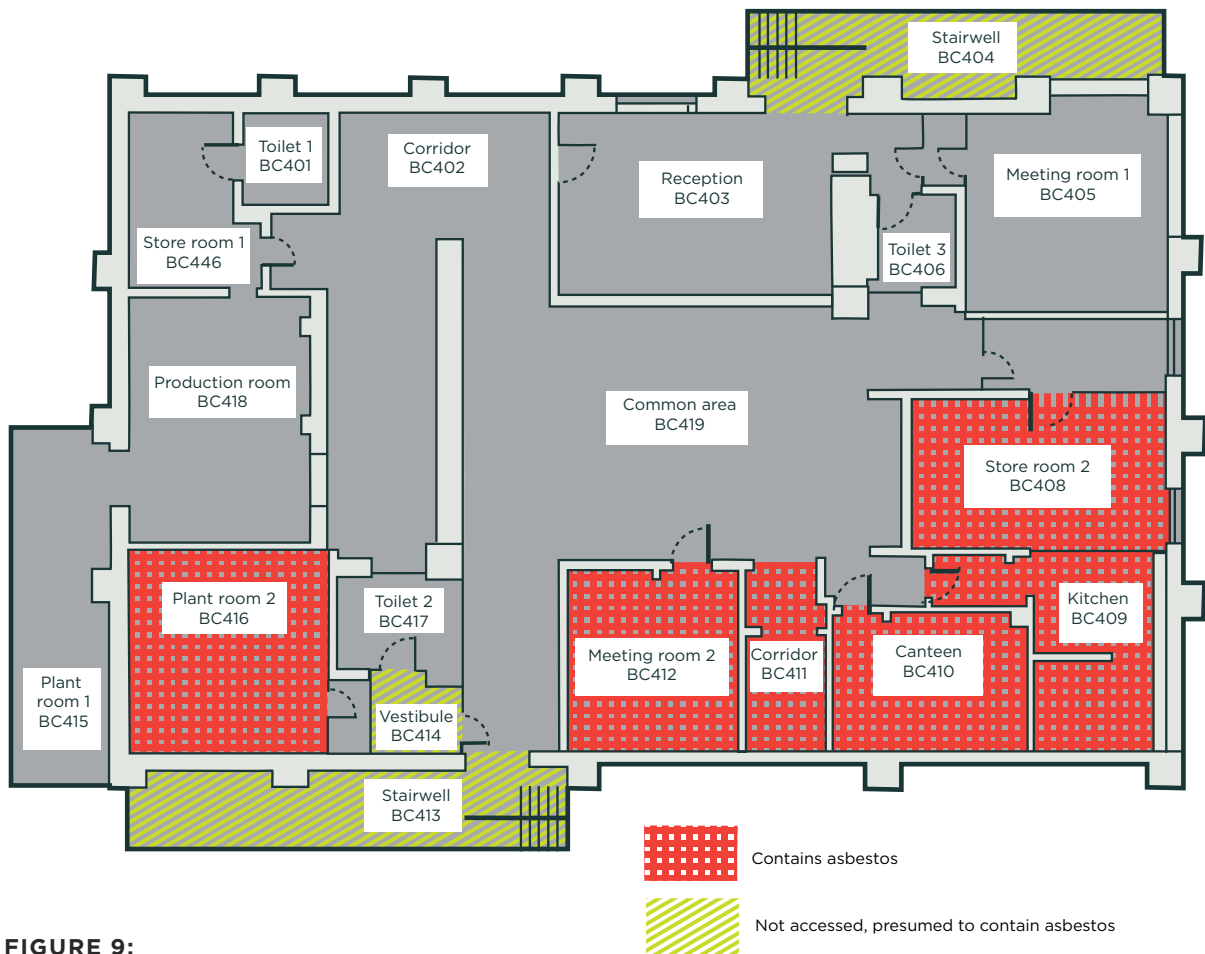 Stairwell
BC404
Toilet 1
BC401
Corridor
BC402
Reception
BC403
Meeting room 1
BC405
Store room 1
BC446
Toilet 3
BC406
Production room
BC418
Common area
BC419
Store room 2
BC408
Plant room 2
BC416
Toilet 2
BC417
Kitchen
BC409
Meeting room 2
BC412
Corridor
BC411
Canteen
BC410
Plant
room 1
BC415
Vestibule
BC414
Stairwell
BC413
Contains asbestos
Not accessed, presumed to contain asbestos
FIGURE 9: